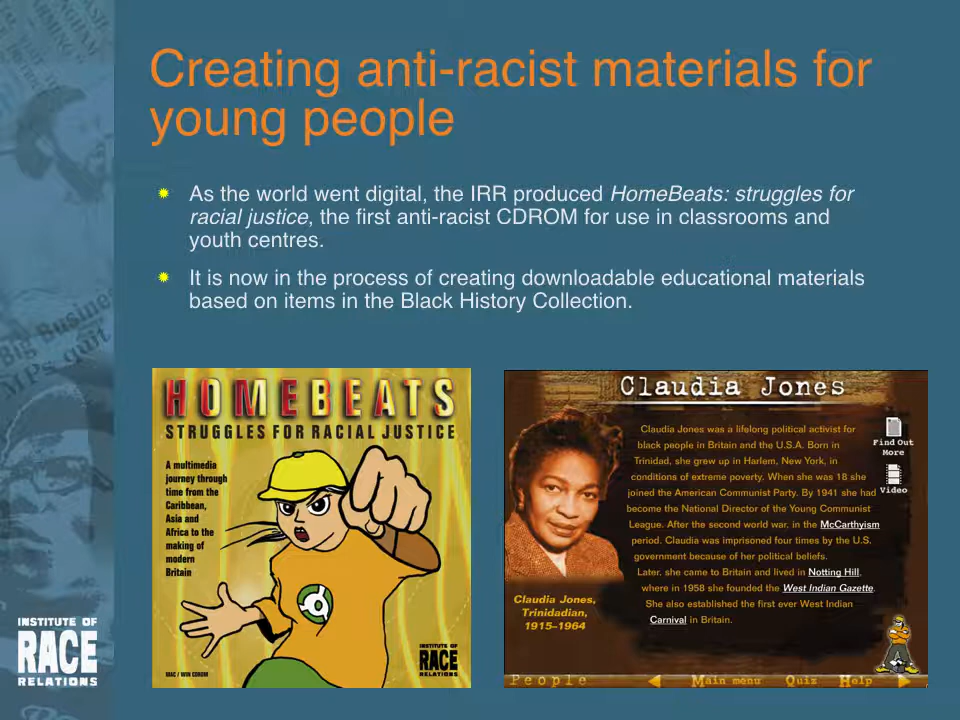 Creating anti-racist materials for
young people
As the world went digital, the IRR produced HomeBeats: struggles for
racial justice, the first anti-racist CDROM for use in classrooms and
youth centres.
It is now in the process of creating downloadable educational materials
based on items in the Black History Collection.
Big Business
MPs quit
INSTITUTE OF
RACE
RELATIONS
HOMEBEATS
STRUGGLES FOR RACIAL JUSTICE
A multimedia
journey through
time from the
Caribbean,
Asia and
Africa to the
making of
modern
Britain
MAC / WIN CDROM
INSTITUTE OF
RACE
RELATIONS
Claudia Jones
Claudia Jones was a lifelong political activist for
black people in Britain and the U.S.A. Born in
Trinidad, she grew up in Harlem, New York, in
conditions of extreme poverty. When she was 18 she
joined the American Communist Party. By 1941 she had
become the National Director of the Young Communist
League. After the second world war, in the McCarthyism
period. Claudia was imprisoned four times by the U.S.
government because of her political beliefs.
Later, she came to Britain and lived in Notting Hill,
where in 1958 she founded the West Indian Gazette.
She also established the first ever West Indian
Carnival in Britain.
Find Out
More
Video
Claudia Jones,
Trinidadian,
1915–1964
People
Main menu
Quiz
Help